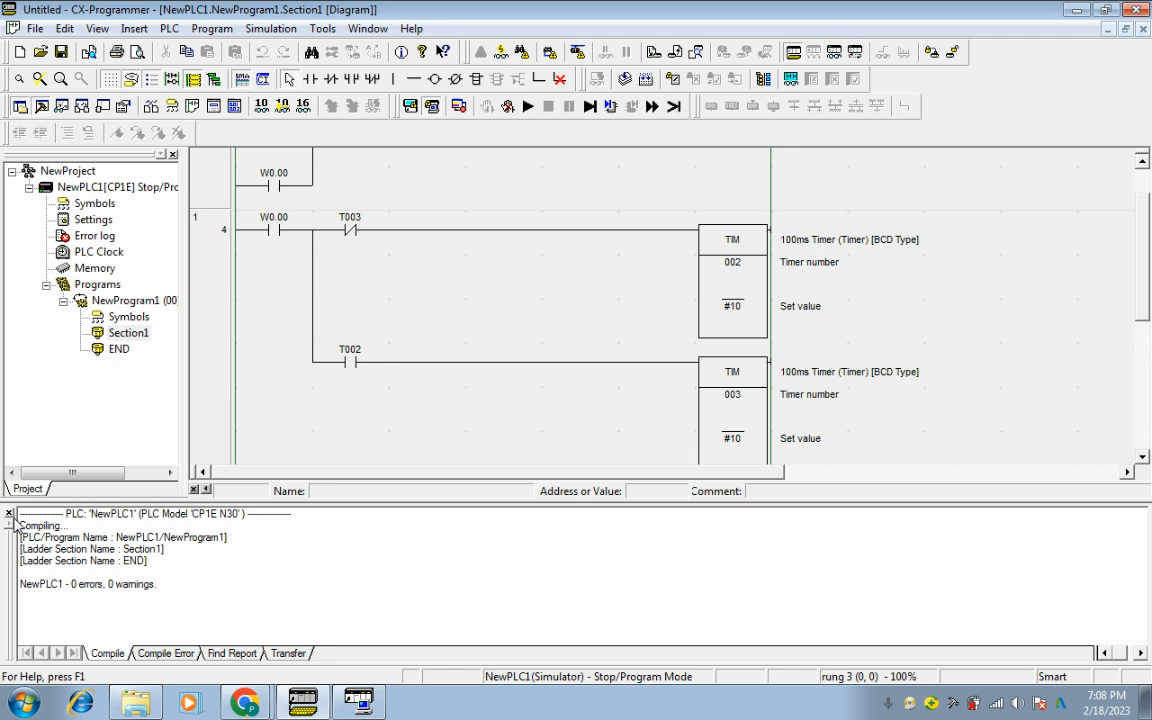 Untitled - CX-Programmer - [NewPLC1.NewProgram1.Section1 [Diagram]]
File Edit View Insert PLC Program Simulation Tools Window Help
10 10 16
NewProject
NewPLC1[CP1E] Stop/Prc
Symbols
Settings
Error log
PLC Clock
Memory
Programs
NewProgram1 (00
Symbols
Section1
END
Project
W0.00
1
4
W0.00 T003
TIM 100ms Timer (Timer) [BCD Type]
002 Timer number
#10 Set value
T002
TIM 100ms Timer (Timer) [BCD Type]
003 Timer number
#10 Set value
Name: Address or Value: Comment:
--------------- PLC: 'NewPLC1' (PLC Model 'CP1E N30' ) ---------------
Compiling...
[PLC/Program Name : NewPLC1/NewProgram1]
[Ladder Section Name : Section1]
[Ladder Section Name : END]
NewPLC1 - 0 errors, 0 warnings.
Compile Compile Error Find Report Transfer
For Help, press F1
NewPLC1(Simulator) - Stop/Program Mode
rung 3 (0, 0) - 100%
Smart
7:08 PM
2/18/2023